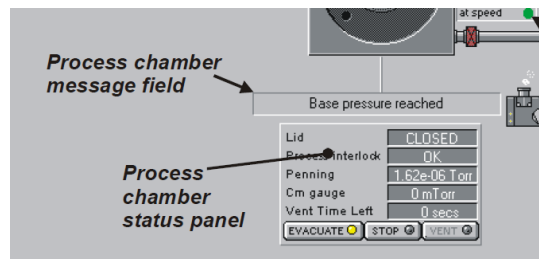 at speed
Process chamber
message field
Base pressure reached
Lid CLOSED
Process interlock OK
Penning 1.62e-06 Torr
Cm gauge 0 mTorr
Vent Time Left 0 secs
EVACUATE STOP VENT
Process
chamber
status panel